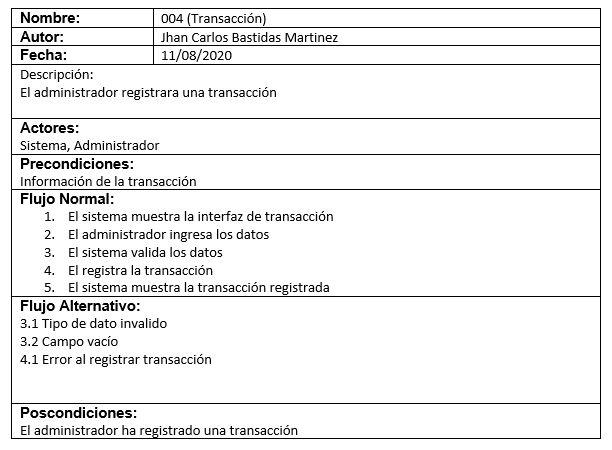 Nombre: 004 (Transacción)
Autor: Jhan Carlos Bastidas Martinez
Fecha: 11/08/2020
Descripción:
El administrador registrara una transacción
Actores:
Sistema, Administrador
Precondiciones:
Información de la transacción
Flujo Normal:
1. El sistema muestra la interfaz de transacción
2. El administrador ingresa los datos
3. El sistema valida los datos
4. El registra la transacción
5. El sistema muestra la transacción registrada
Flujo Alternativo:
3.1 Tipo de dato invalido
3.2 Campo vacío
4.1 Error al registrar transacción
Poscondiciones:
El administrador ha registrado una transacción